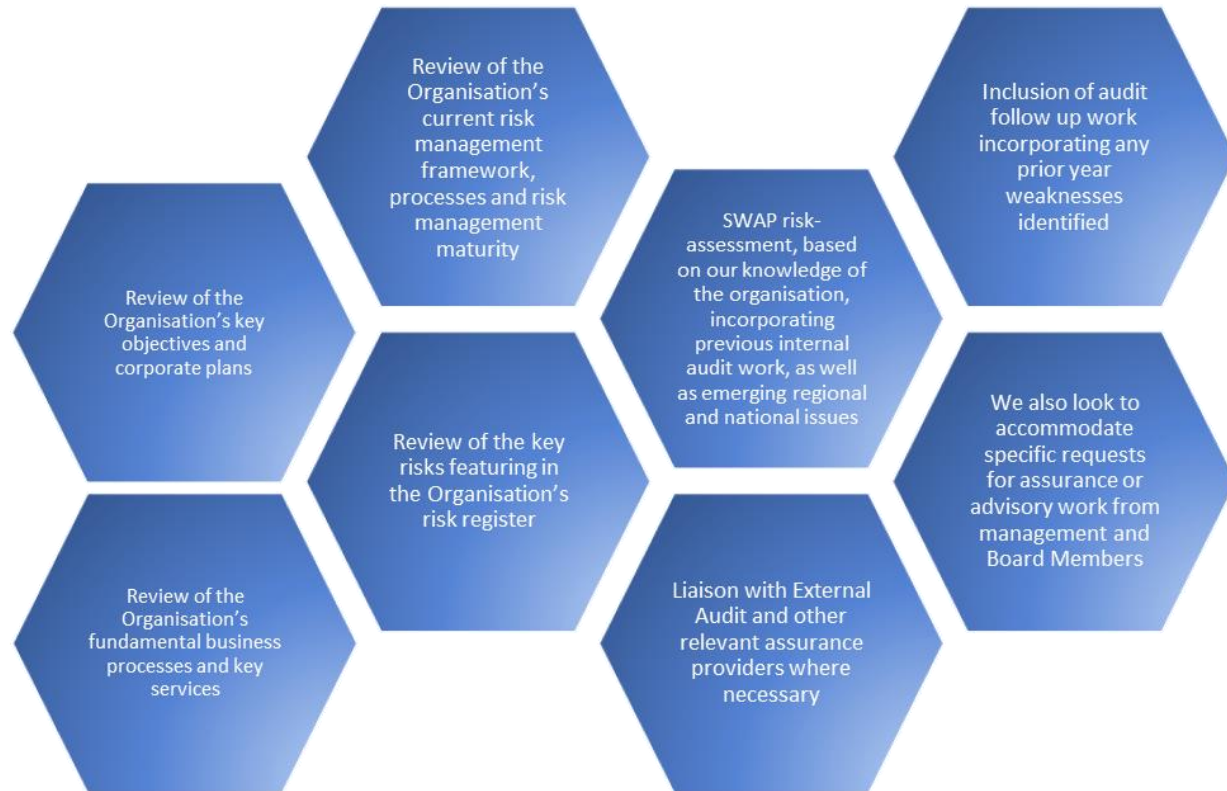 Review of the
Organisation's
current risk
management
framework,
processes and risk
management
maturity
Inclusion of audit
follow up work
incorporating any
prior year
weaknesses
identified
Review of the
Organisation's key
objectives and
corporate plans
SWAP risk-
assessment, based
on our knowledge of
the organisation,
incorporating
previous internal
audit work, as well
as emerging regional
and national issues
Review of the key
risks featuring in
the Organisation's
risk register
We also look to
accommodate
specific requests
for assurance or
advisory work from
management and
Board Members
Review of the
Organisation's
fundamental business
processes and key
services
Liaison with External
Audit and other
relevant assurance
providers where
necessary